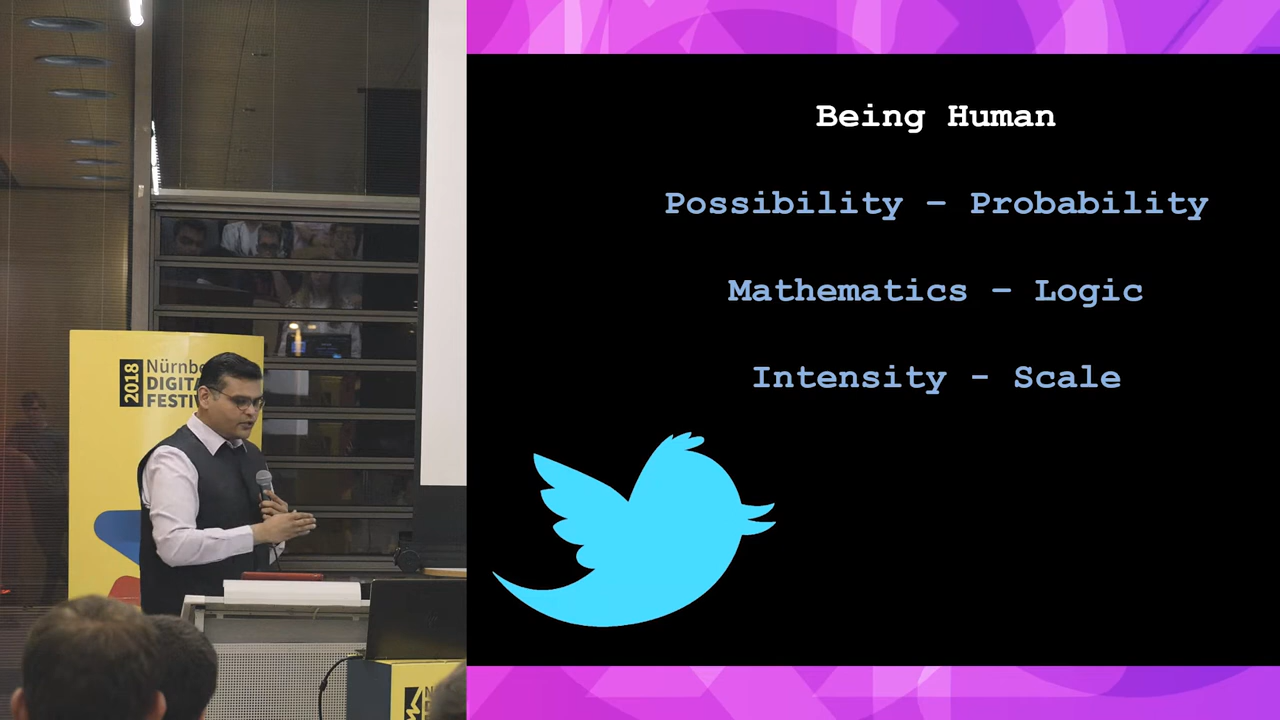 2018
Nürnbe
DIGITA
FESTIV
Being Human
Possibility – Probability
Mathematics – Logic
Intensity - Scale